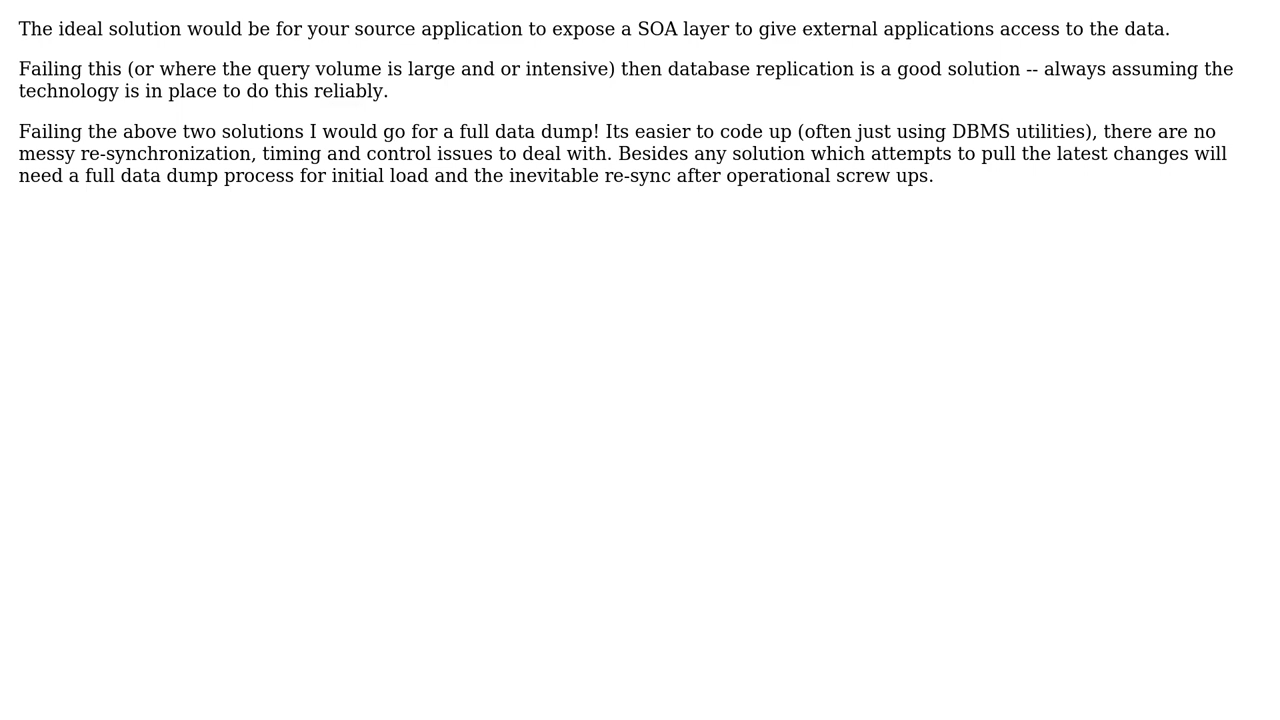 The ideal solution would be for your source application to expose a SOA layer to give external applications access to the data.
Failing this (or where the query volume is large and or intensive) then database replication is a good solution -- always assuming the
technology is in place to do this reliably.
Failing the above two solutions I would go for a full data dump! Its easier to code up (often just using DBMS utilities), there are no
messy re-synchronization, timing and control issues to deal with. Besides any solution which attempts to pull the latest changes will
need a full data dump process for initial load and the inevitable re-sync after operational screw ups.